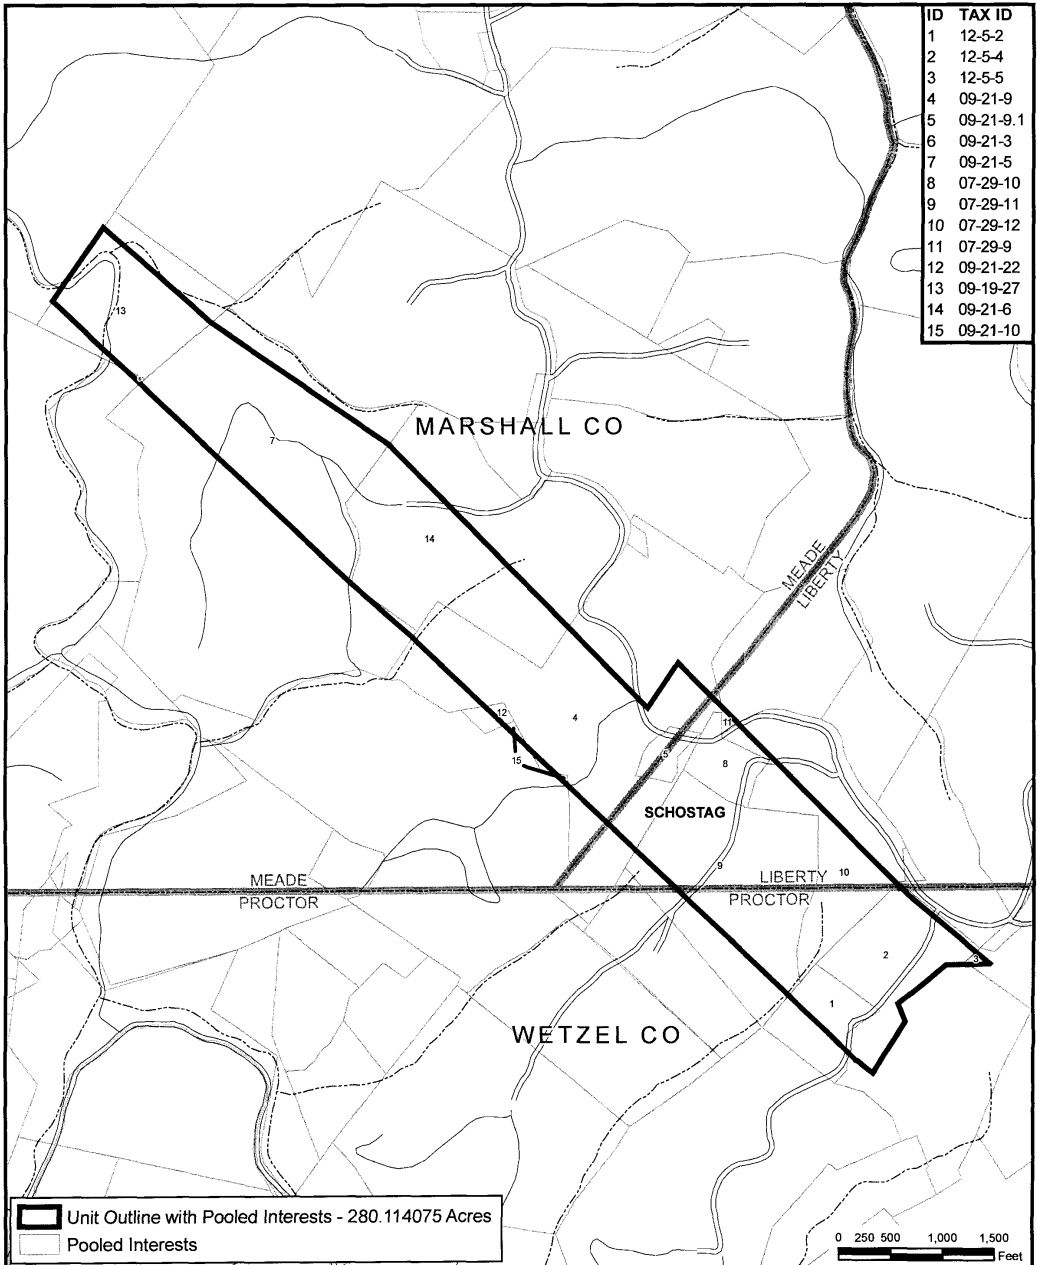 ID TAX ID
1 12-5-2
2 12-5-4
3 12-5-5
4 09-21-9
5 09-21-9.1
6 09-21-3
7 09-21-5
8 07-29-10
9 07-29-11
10 07-29-12
11 07-29-9
12 09-21-22
13 09-19-27
14 09-21-6
15 09-21-10
13
6
7
MARSHALL CO
14
MEADE
LIBERTY
12
4
11
15
5
8
SCHOSTAG
9
10
MEADE
LIBERTY
PROCTOR
PROCTOR
2
3
1
WETZEL CO
Unit Outline with Pooled Interests - 280.114075 Acres
Pooled Interests
0 250 500 1,000 1,500
Feet